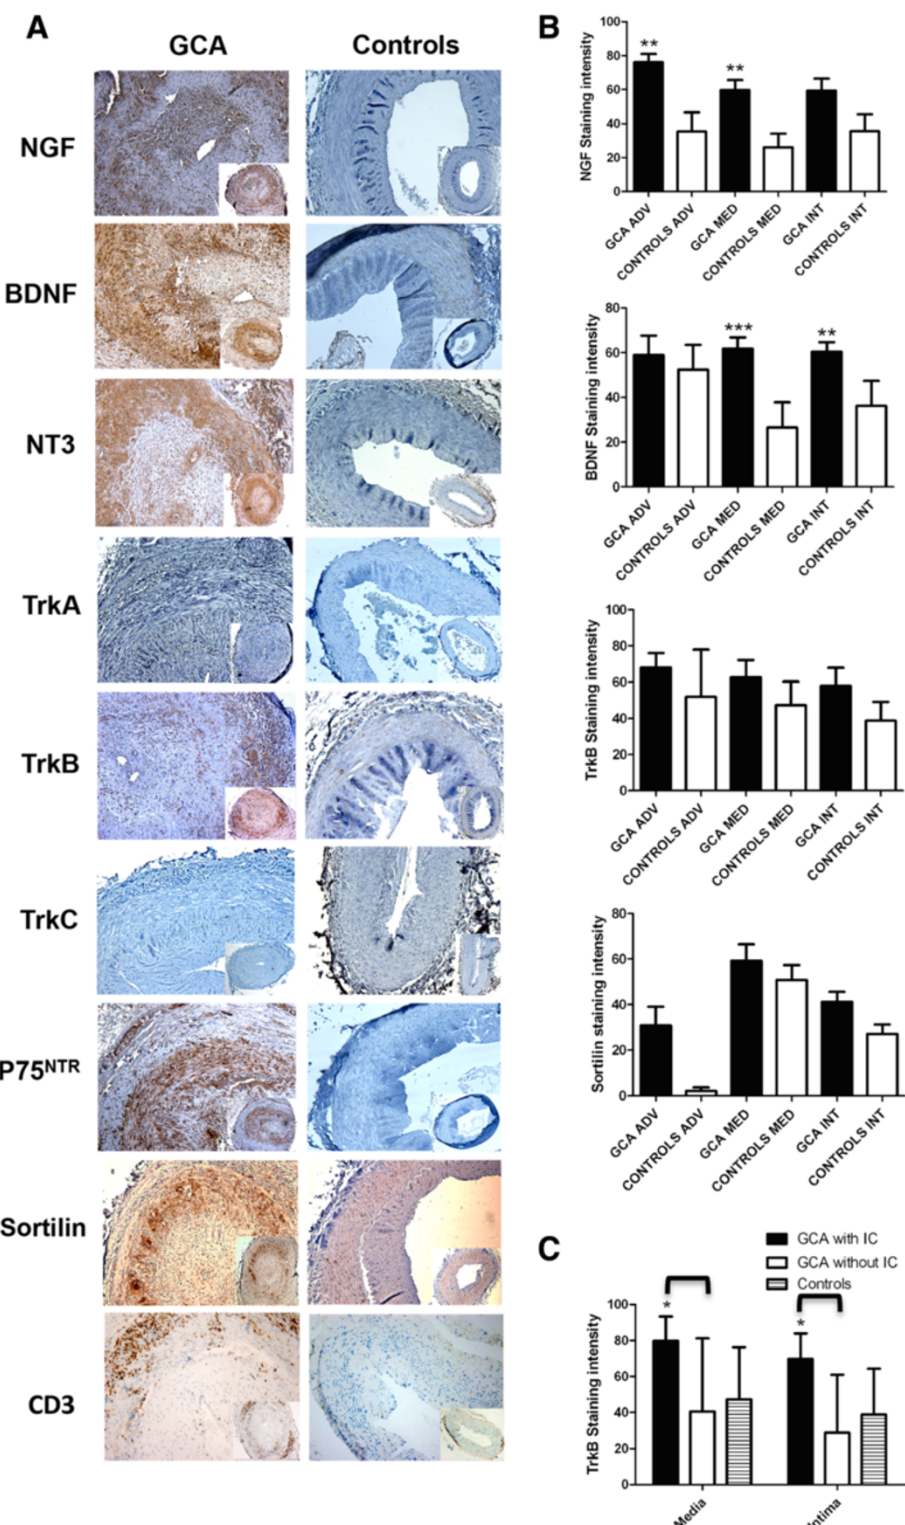 A
GCA
Controls
NGF
BDNF
NT3
TrkA
TrkB
TrkC
P75NTR
Sortilin
CD3
B
NGF Staining intensity
100
80
60
40
20
0
**
**
GCA ADV
CONTROLS ADV
GCA MED
CONTROLS MED
GCA INT
CONTROLS INT
BDNF Staining intensity
80
60
40
20
0
***
**
GCA ADV
CONTROLS ADV
GCA MED
CONTROLS MED
GCA INT
CONTROLS INT
TrkB Staining intensity
100
80
60
40
20
0
GCA ADV
CONTROLS ADV
GCA MED
CONTROLS MED
GCA INT
CONTROLS INT
Sortilin staining intensity
80
60
40
20
0
GCA ADV
CONTROLS ADV
GCA MED
CONTROLS MED
GCA INT
CONTROLS INT
C
GCA with IC
GCA without IC
Controls
TrkB Staining intensity
100
80
60
40
20
0
*
*
Media
Intima